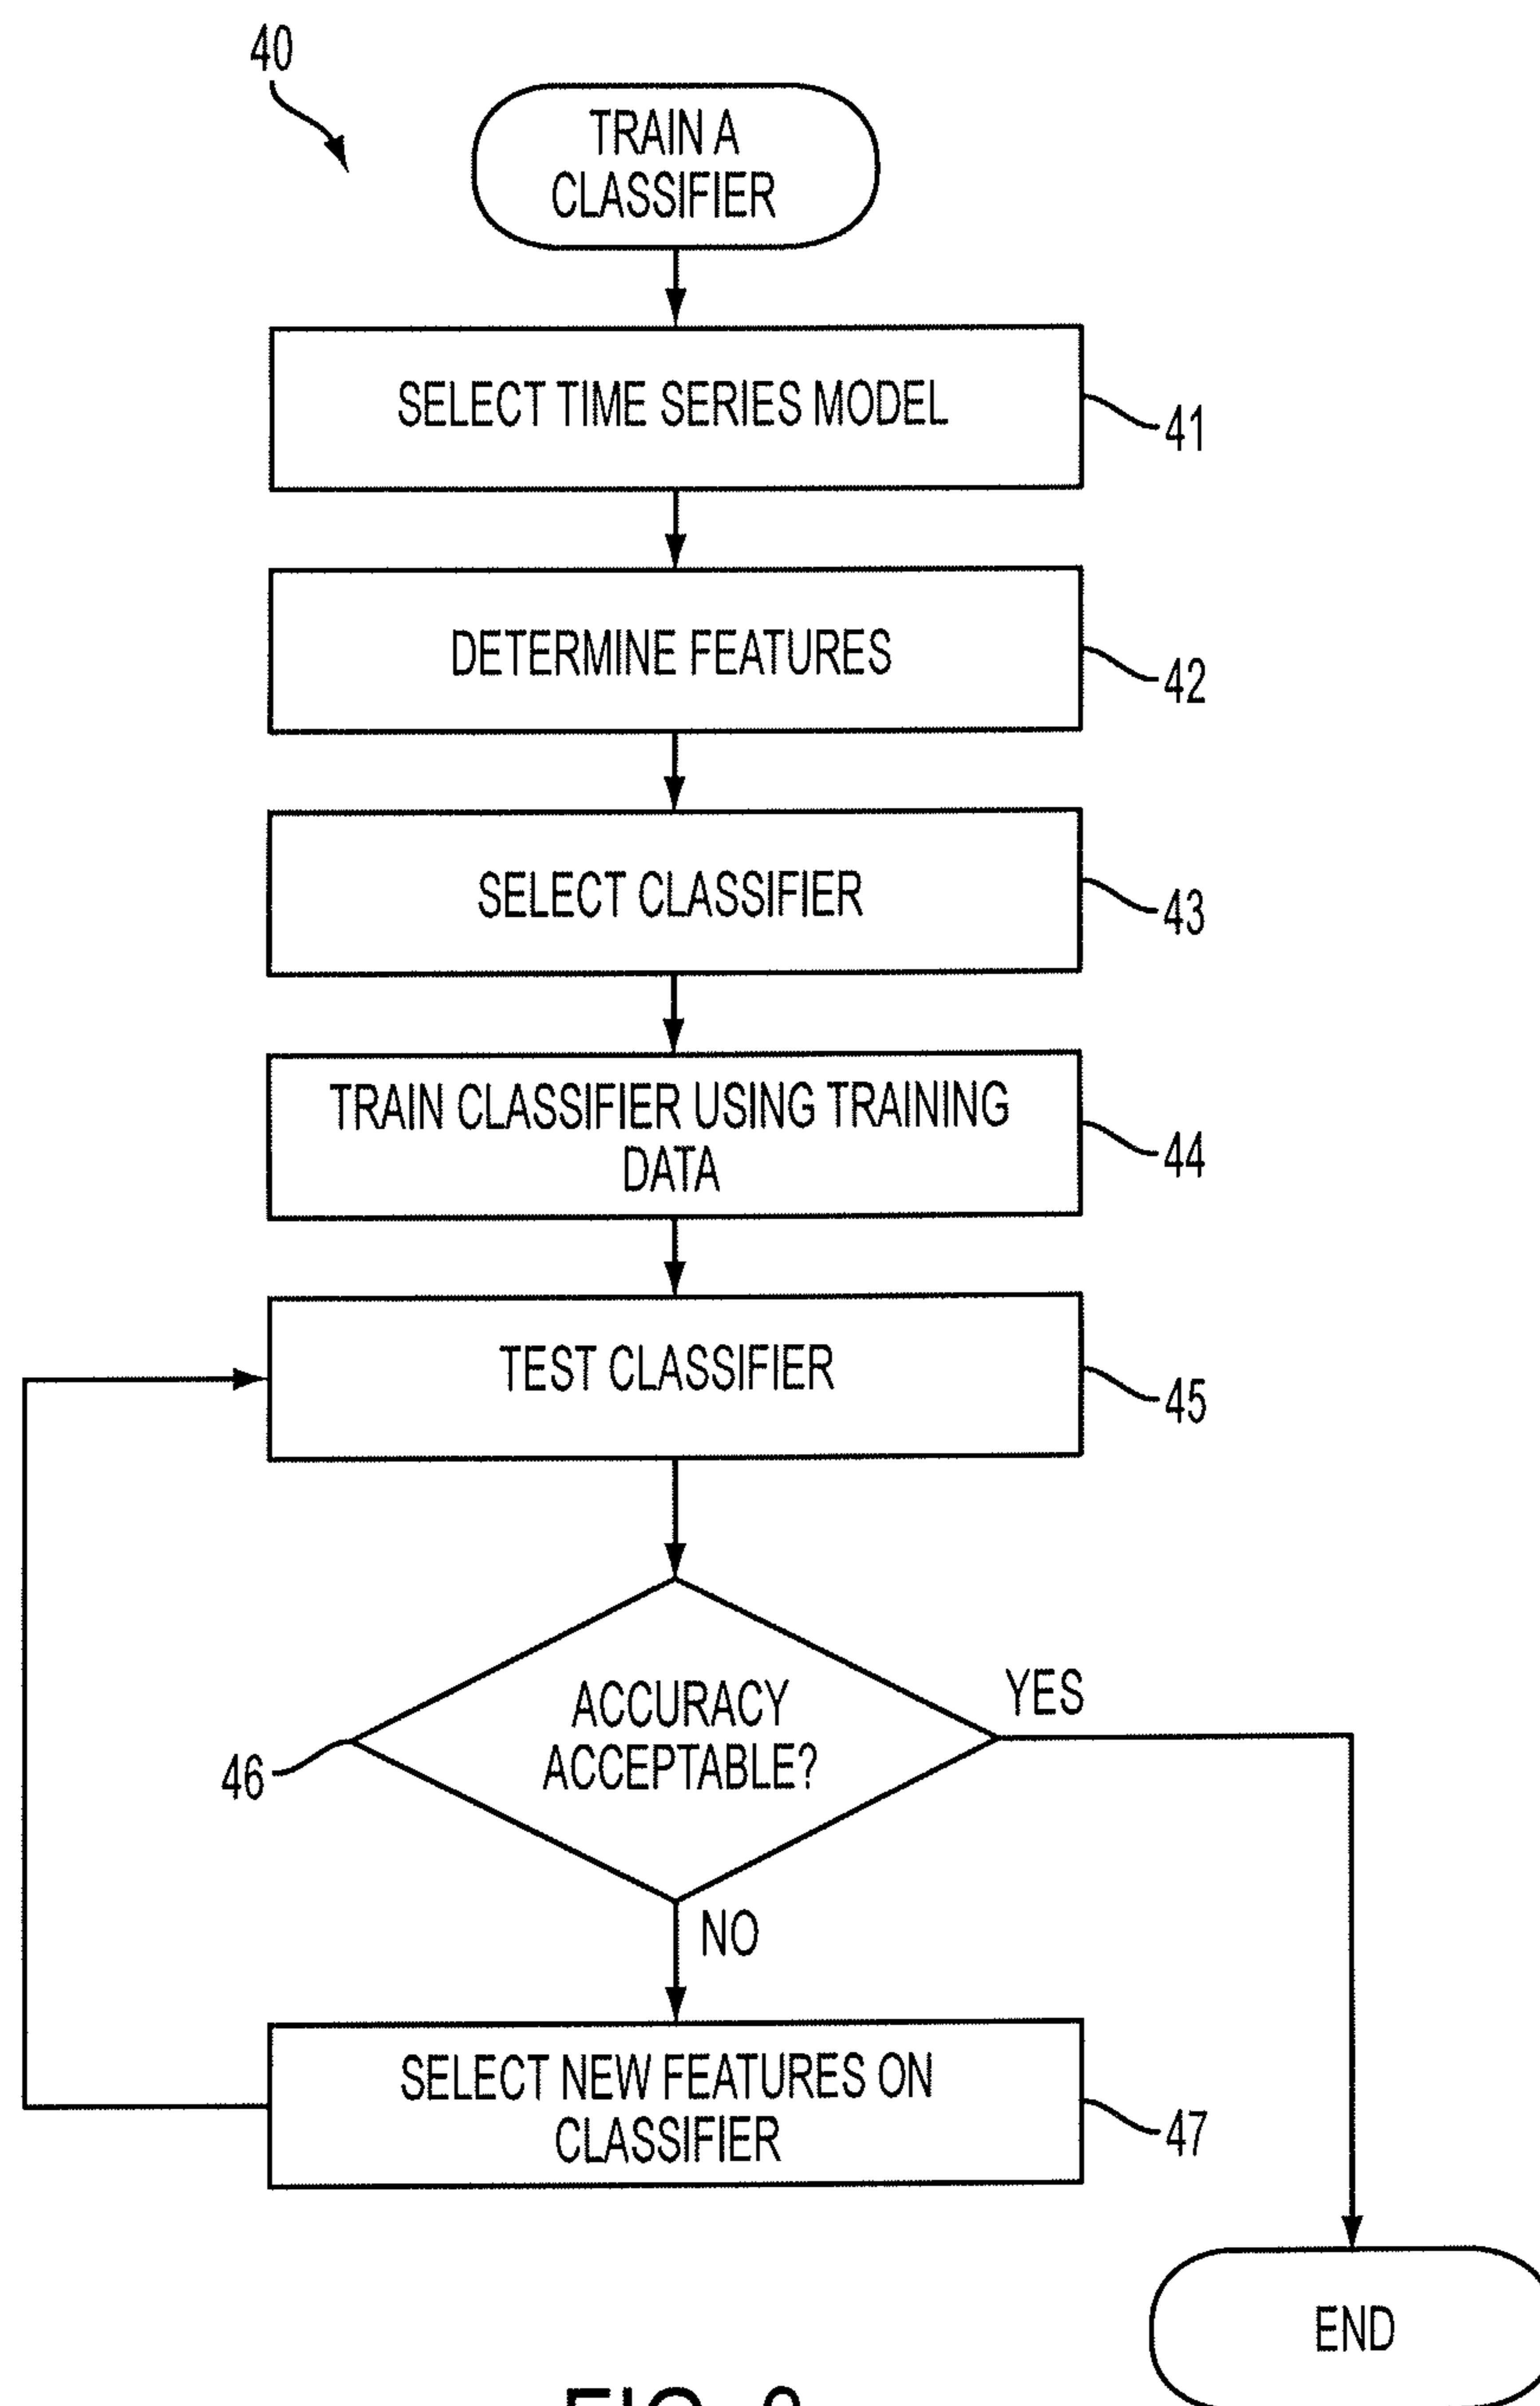 40
TRAIN A
CLASSIFIER
SELECT TIME SERIES MODEL
41
DETERMINE FEATURES
42
SELECT CLASSIFIER
43
TRAIN CLASSIFIER USING TRAINING
DATA
44
TEST CLASSIFIER
45
ACCURACY
ACCEPTABLE?
YES
46
NO
SELECT NEW FEATURES ON
CLASSIFIER
47
END
FIG.